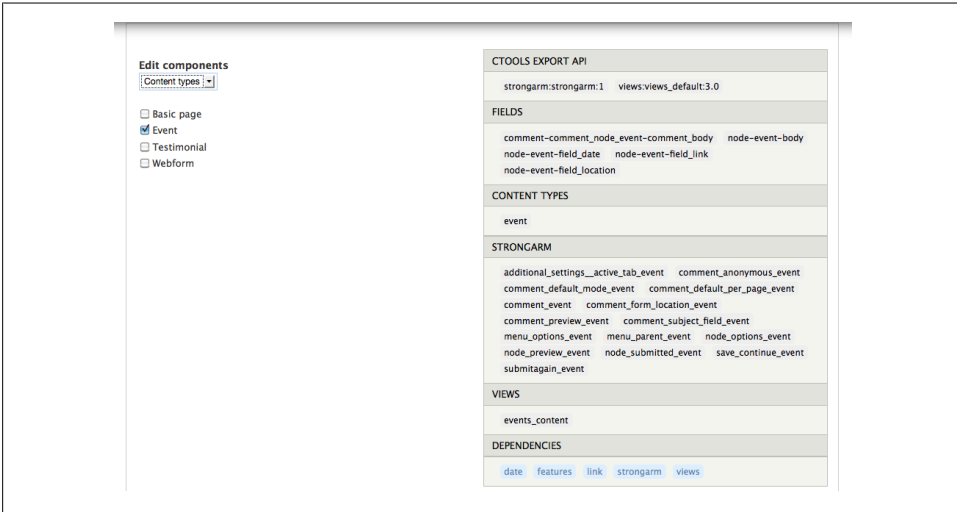 Edit components
Content types
Basic page
Event
Testimonial
Webform
CTOOLS EXPORT API
strongarm:strongarm:1 views:views_default:3.0
FIELDS
comment-comment_node_event-comment_body node-event-body
node-event-field_date node-event-field_link
node-event-field_location
CONTENT TYPES
event
STRONGARM
additional_settings__active_tab_event comment_anonymous_event
comment_default_mode_event comment_default_per_page_event
comment_event comment_form_location_event
comment_preview_event comment_subject_field_event
menu_options_event menu_parent_event node_options_event
node_preview_event node_submitted_event save_continue_event
submitagain_event
VIEWS
events_content
DEPENDENCIES
date features link strongarm views